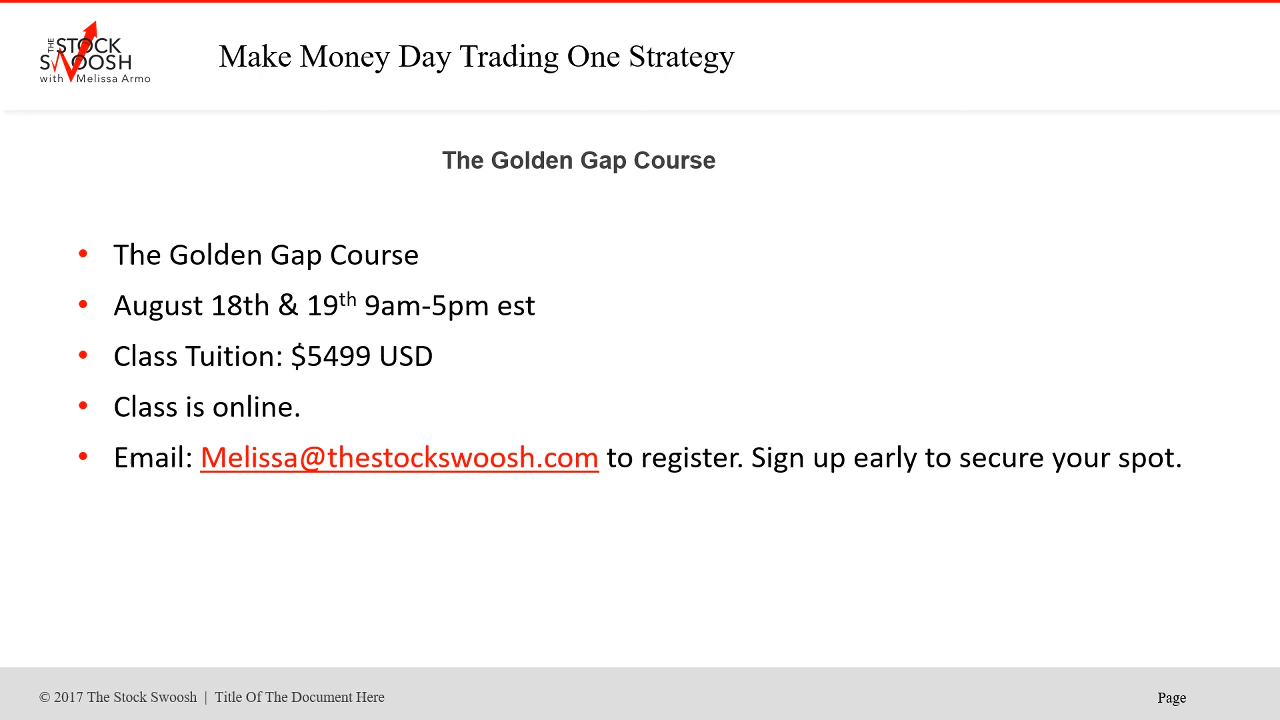 THE STOCK
SWOOSH
with Melissa Armo
Make Money Day Trading One Strategy
The Golden Gap Course
• The Golden Gap Course
• August 18th & 19th 9am-5pm est
• Class Tuition: $5499 USD
• Class is online.
• Email: Melissa@thestockswoosh.com to register. Sign up early to secure your spot.
© 2017 The Stock Swoosh | Title Of The Document Here
Page